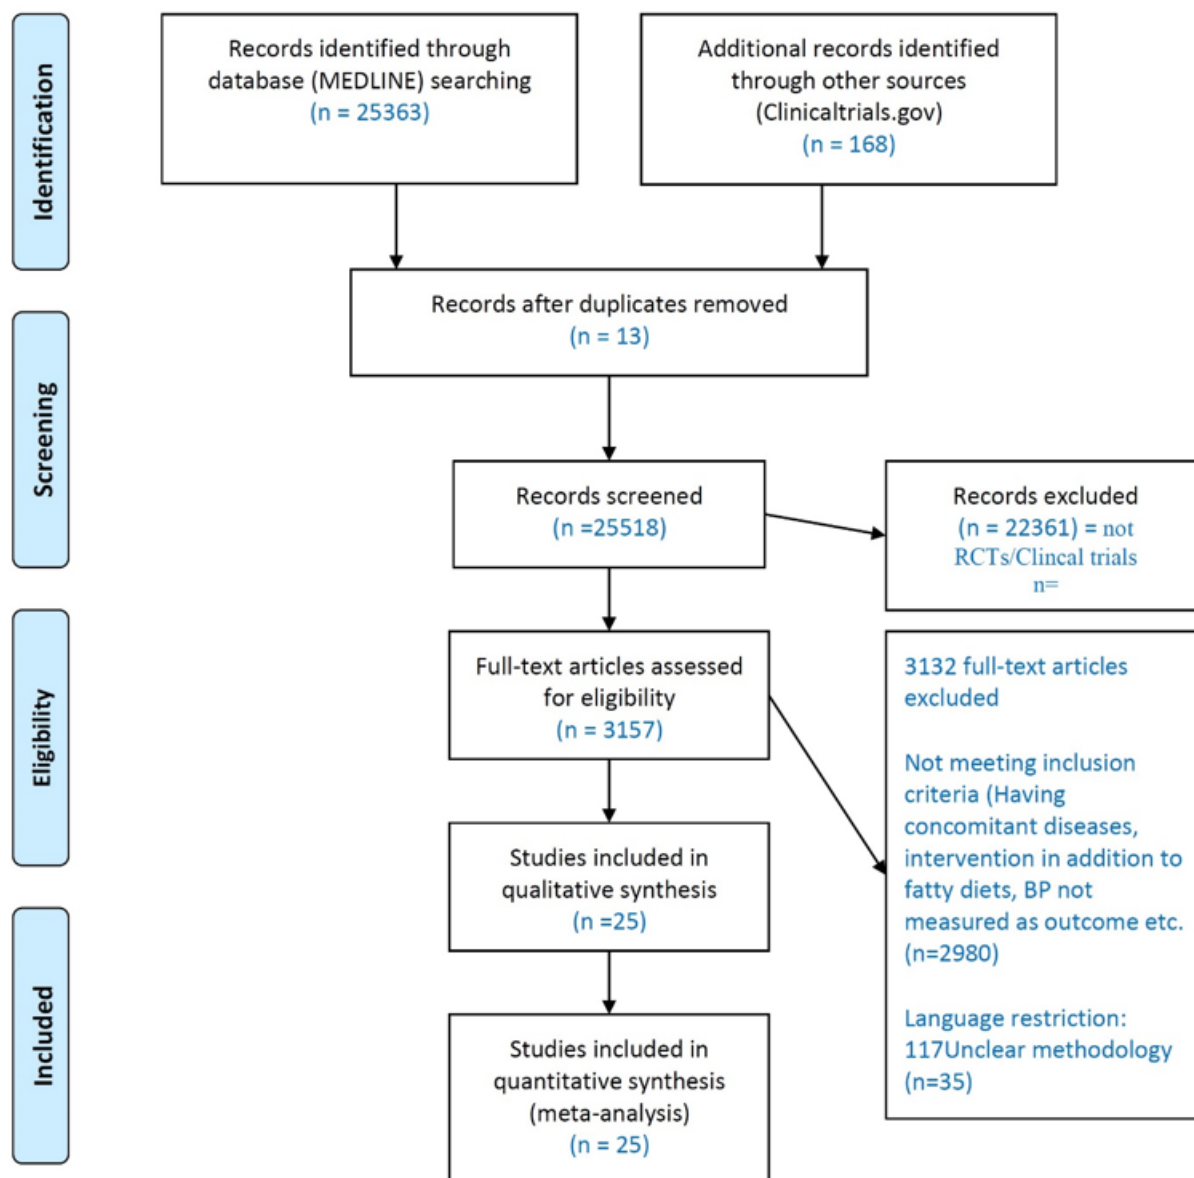 Identification
Records identified through
database (MEDLINE) searching
(n = 25363)
Additional records identified
through other sources
(Clinicaltrials.gov)
(n = 168)
Records after duplicates removed
(n = 13)
Screening
Records screened
(n =25518)
Records excluded
(n = 22361) = not
RCTs/Clincal trials
n=
Eligibility
Full-text articles assessed
for eligibility
(n = 3157)
3132 full-text articles
excluded
Not meeting inclusion
criteria (Having
concomitant diseases,
intervention in addition to
fatty diets, BP not
measured as outcome etc.
(n=2980)
Language restriction:
117Unclear methodology
(n=35)
Studies included in
qualitative synthesis
(n =25)
Included
Studies included in
quantitative synthesis
(meta-analysis)
(n = 25)